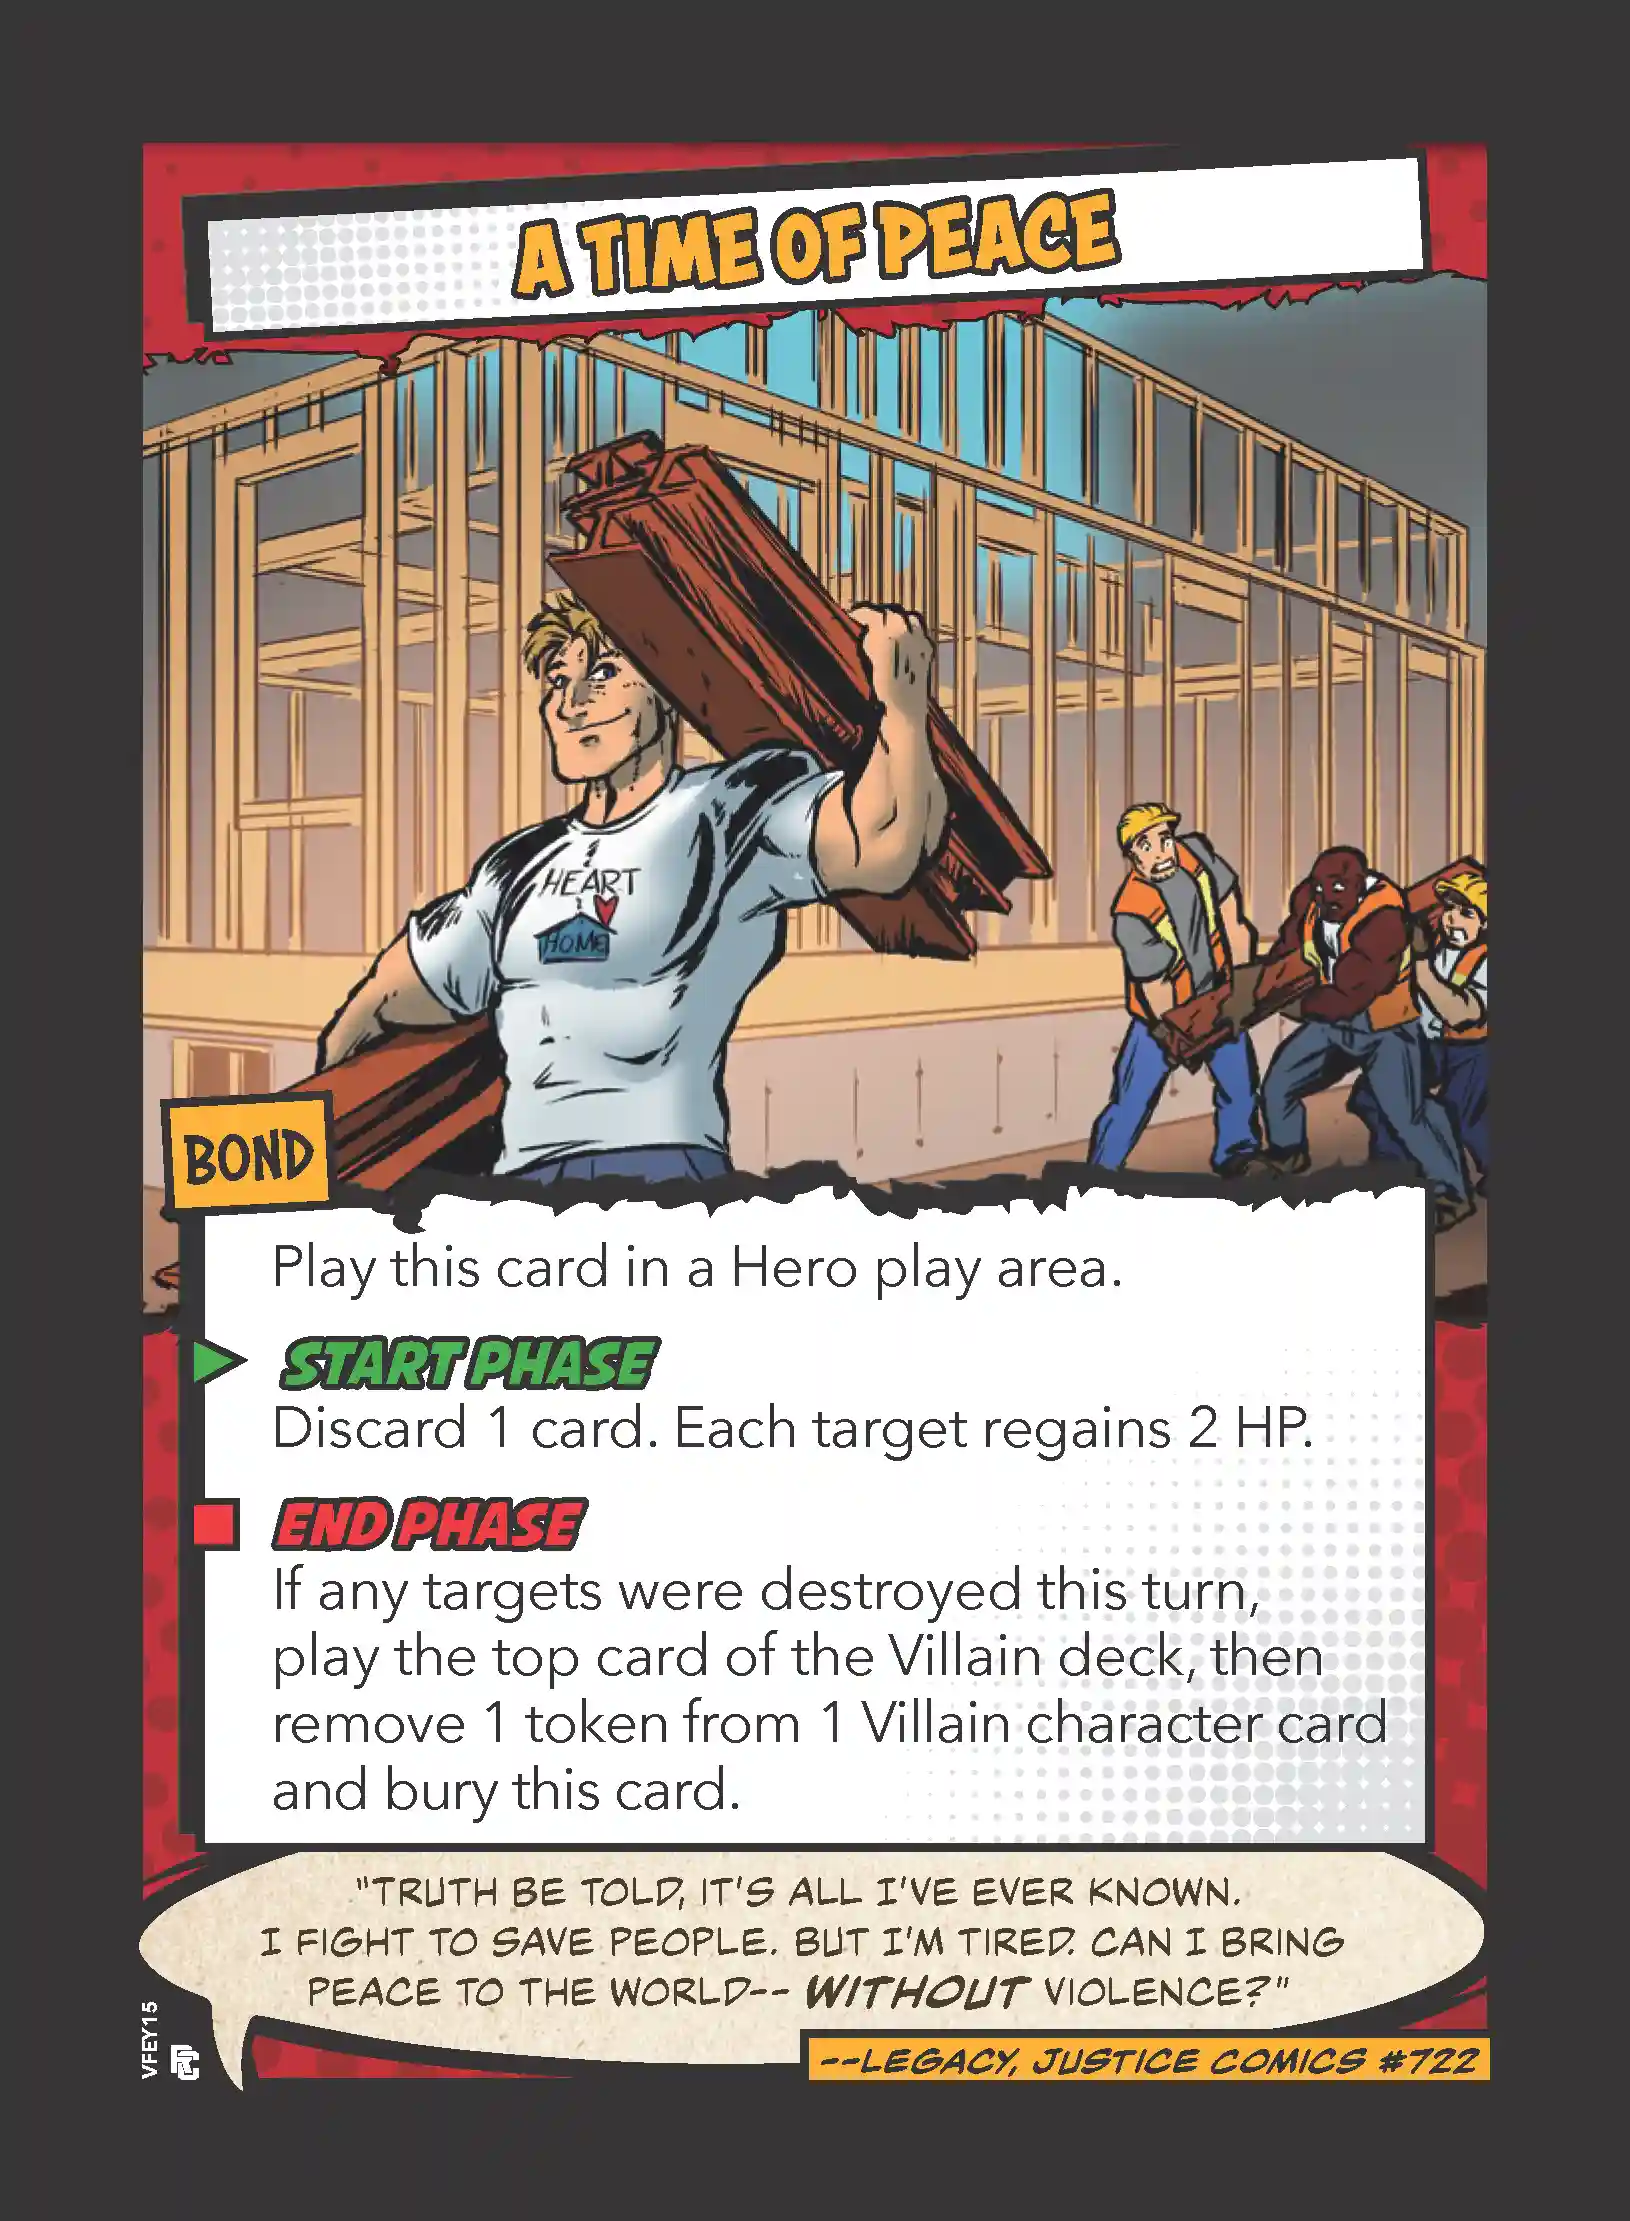 A TIME OF PEACE
HEART
HOME
BOND
Play this card in a Hero play area.
START PHASE
Discard 1 card. Each target regains 2 HP.
END PHASE
If any targets were destroyed this turn,
play the top card of the Villain deck, then
remove 1 token from 1 Villain character card
and bury this card.
"TRUTH BE TOLD, IT'S ALL I'VE EVER KNOWN.
I FIGHT TO SAVE PEOPLE. BUT I'M TIRED. CAN I BRING
PEACE TO THE WORLD-- WITHOUT VIOLENCE?"
--LEGACY, JUSTICE COMICS #722
VFEY15